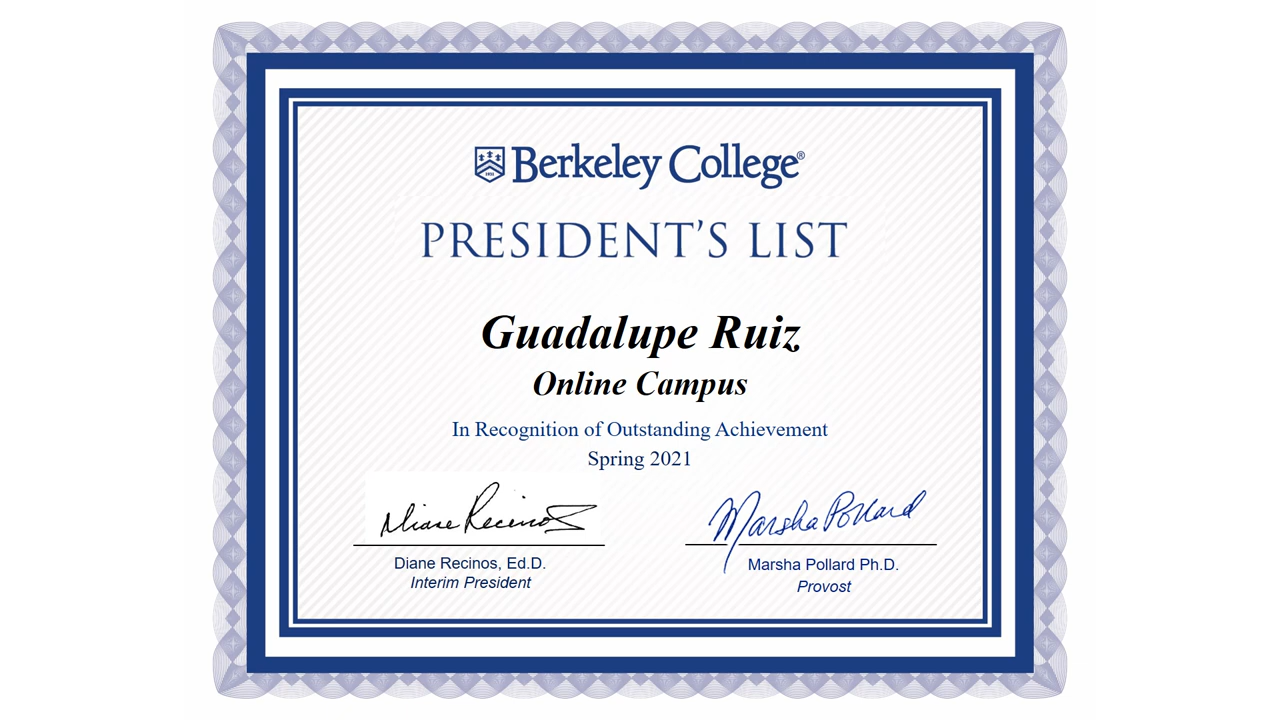 Berkeley College®
PRESIDENT'S LIST
Guadalupe Ruiz
Online Campus
In Recognition of Outstanding Achievement
Spring 2021
Diane Recinos Marsha Pollard
Diane Recinos, Ed.D. Marsha Pollard Ph.D.
Interim President Provost